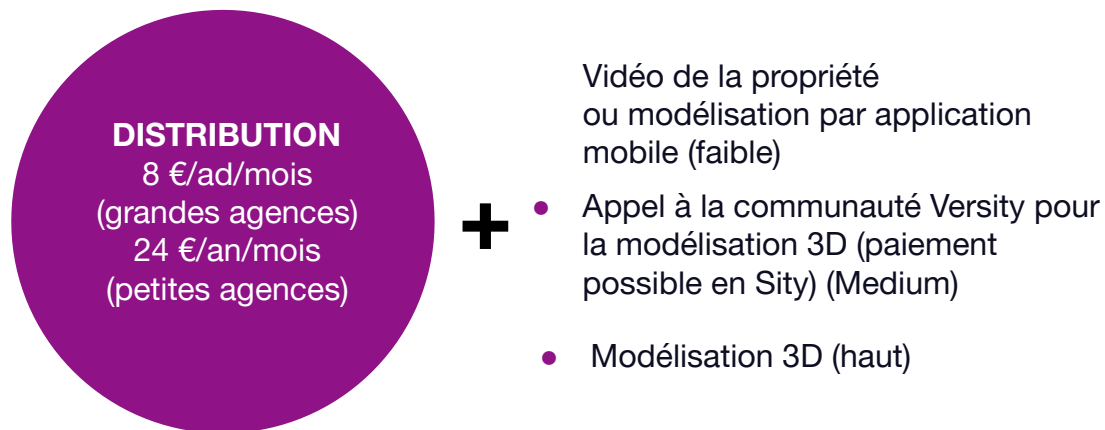 DISTRIBUTION
8 €/ad/mois
(grandes agences)
24 €/an/mois
(petites agences)
+
Vidéo de la propriété
ou modélisation par application
mobile (faible)
• Appel à la communauté Versity pour
la modélisation 3D (paiement
possible en Sity) (Medium)
• Modélisation 3D (haut)